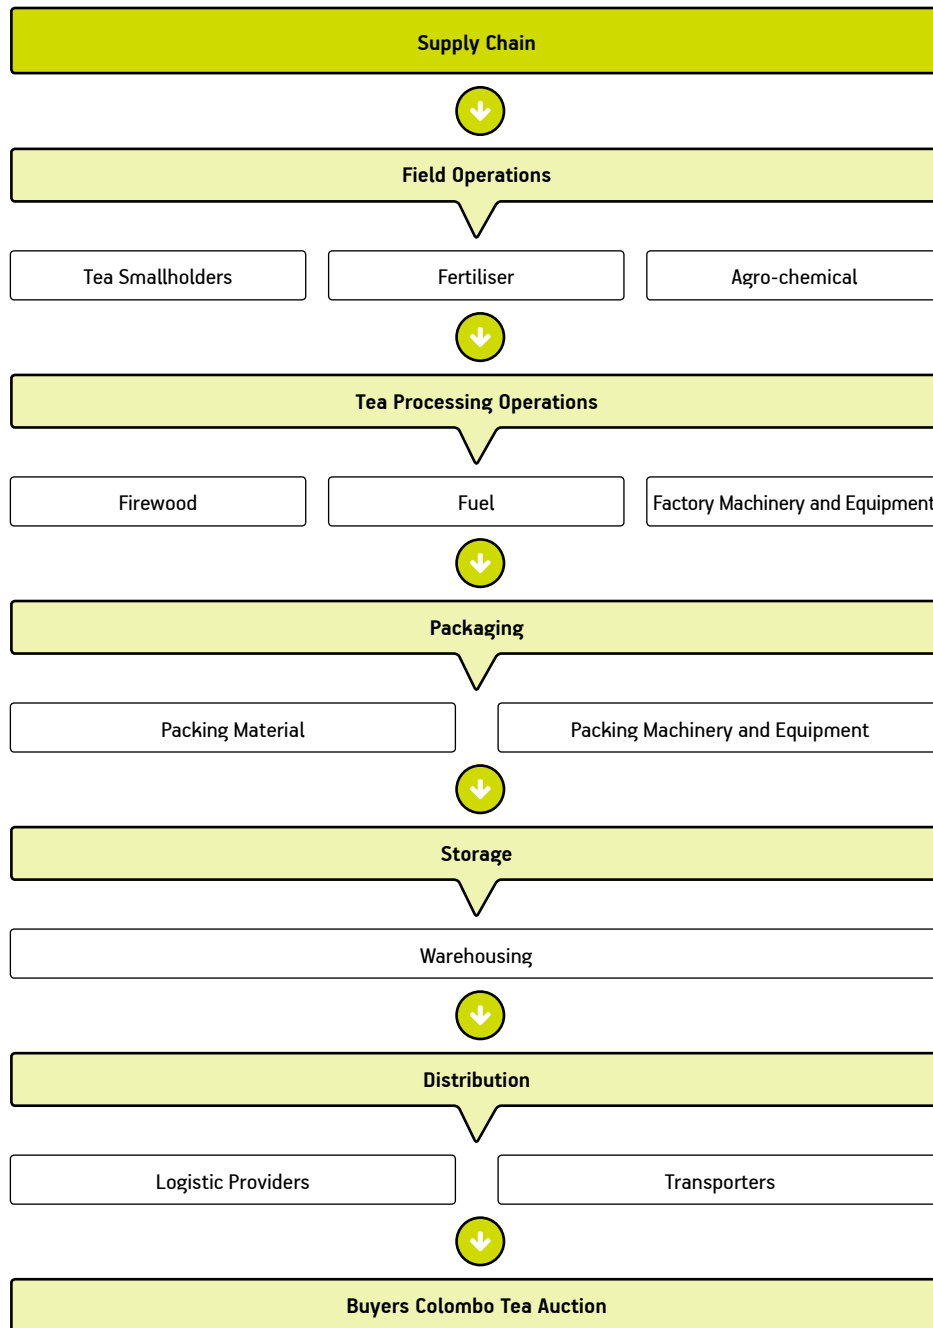 Supply Chain
Field Operations
Tea Smallholders
Fertiliser
Agro-chemical
Tea Processing Operations
Firewood
Fuel
Factory Machinery and Equipment
Packaging
Packing Material
Packing Machinery and Equipment
Storage
Warehousing
Distribution
Logistic Providers
Transporters
Buyers Colombo Tea Auction